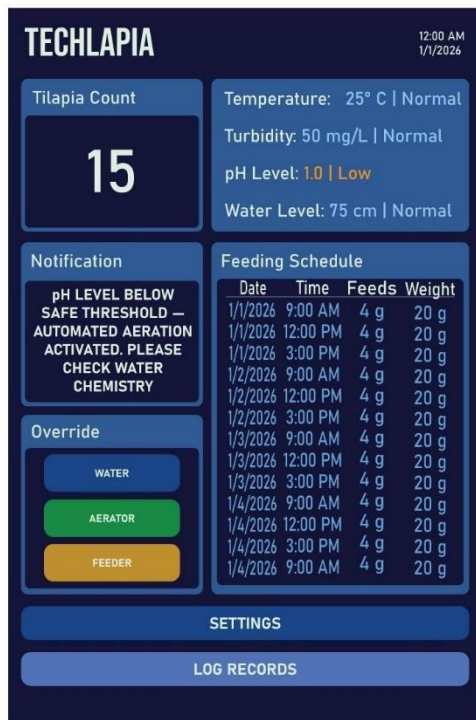 TECHLAPIA
12:00 AM
1/1/2026
Tilapia Count
15
Temperature: 25° C | Normal
Turbidity: 50 mg/L | Normal
pH Level: 1.0 | Low
Water Level: 75 cm | Normal
Notification
pH LEVEL BELOW
SAFE THRESHOLD —
AUTOMATED AERATION
ACTIVATED. PLEASE
CHECK WATER
CHEMISTRY
Override
WATER
AERATOR
FEEDER
Feeding Schedule
Date Time Feeds Weight
1/1/2026 9:00 AM 4 g 20 g
1/1/2026 12:00 PM 4 g 20 g
1/1/2026 3:00 PM 4 g 20 g
1/2/2026 9:00 AM 4 g 20 g
1/2/2026 12:00 PM 4 g 20 g
1/2/2026 3:00 PM 4 g 20 g
1/3/2026 9:00 AM 4 g 20 g
1/3/2026 12:00 PM 4 g 20 g
1/3/2026 3:00 PM 4 g 20 g
1/4/2026 9:00 AM 4 g 20 g
1/4/2026 12:00 PM 4 g 20 g
1/4/2026 3:00 PM 4 g 20 g
1/4/2026 9:00 AM 4 g 20 g
SETTINGS
LOG RECORDS